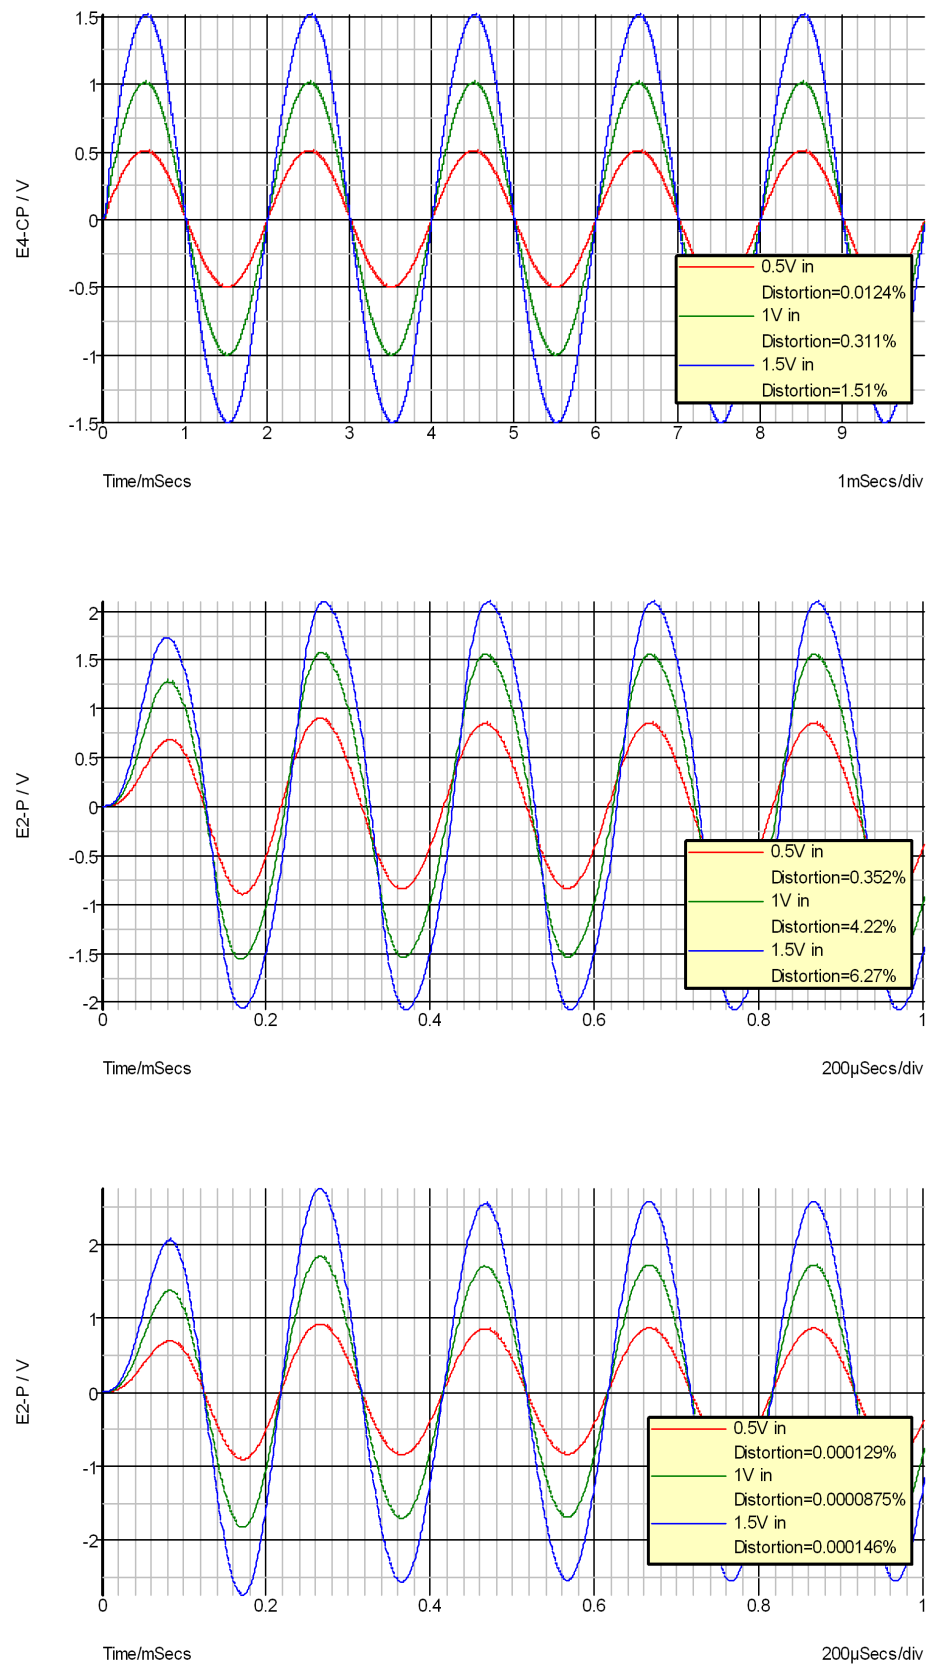 1.5
1
0.5
0
-0.5
-1
-1.5
E4-CP / V
0.5V in
Distortion=0.0124%
1V in
Distortion=0.311%
1.5V in
Distortion=1.51%
0 1 2 3 4 5 6 7 8 9
Time/mSecs 1mSecs/div
2
1.5
1
0.5
0
-0.5
-1
-1.5
-2
E2-P / V
0.5V in
Distortion=0.352%
1V in
Distortion=4.22%
1.5V in
Distortion=6.27%
0 0.2 0.4 0.6 0.8 1
Time/mSecs 200µSecs/div
2
1
0
-1
-2
E2-P / V
0.5V in
Distortion=0.000129%
1V in
Distortion=0.0000875%
1.5V in
Distortion=0.000146%
0 0.2 0.4 0.6 0.8 1
Time/mSecs 200µSecs/div